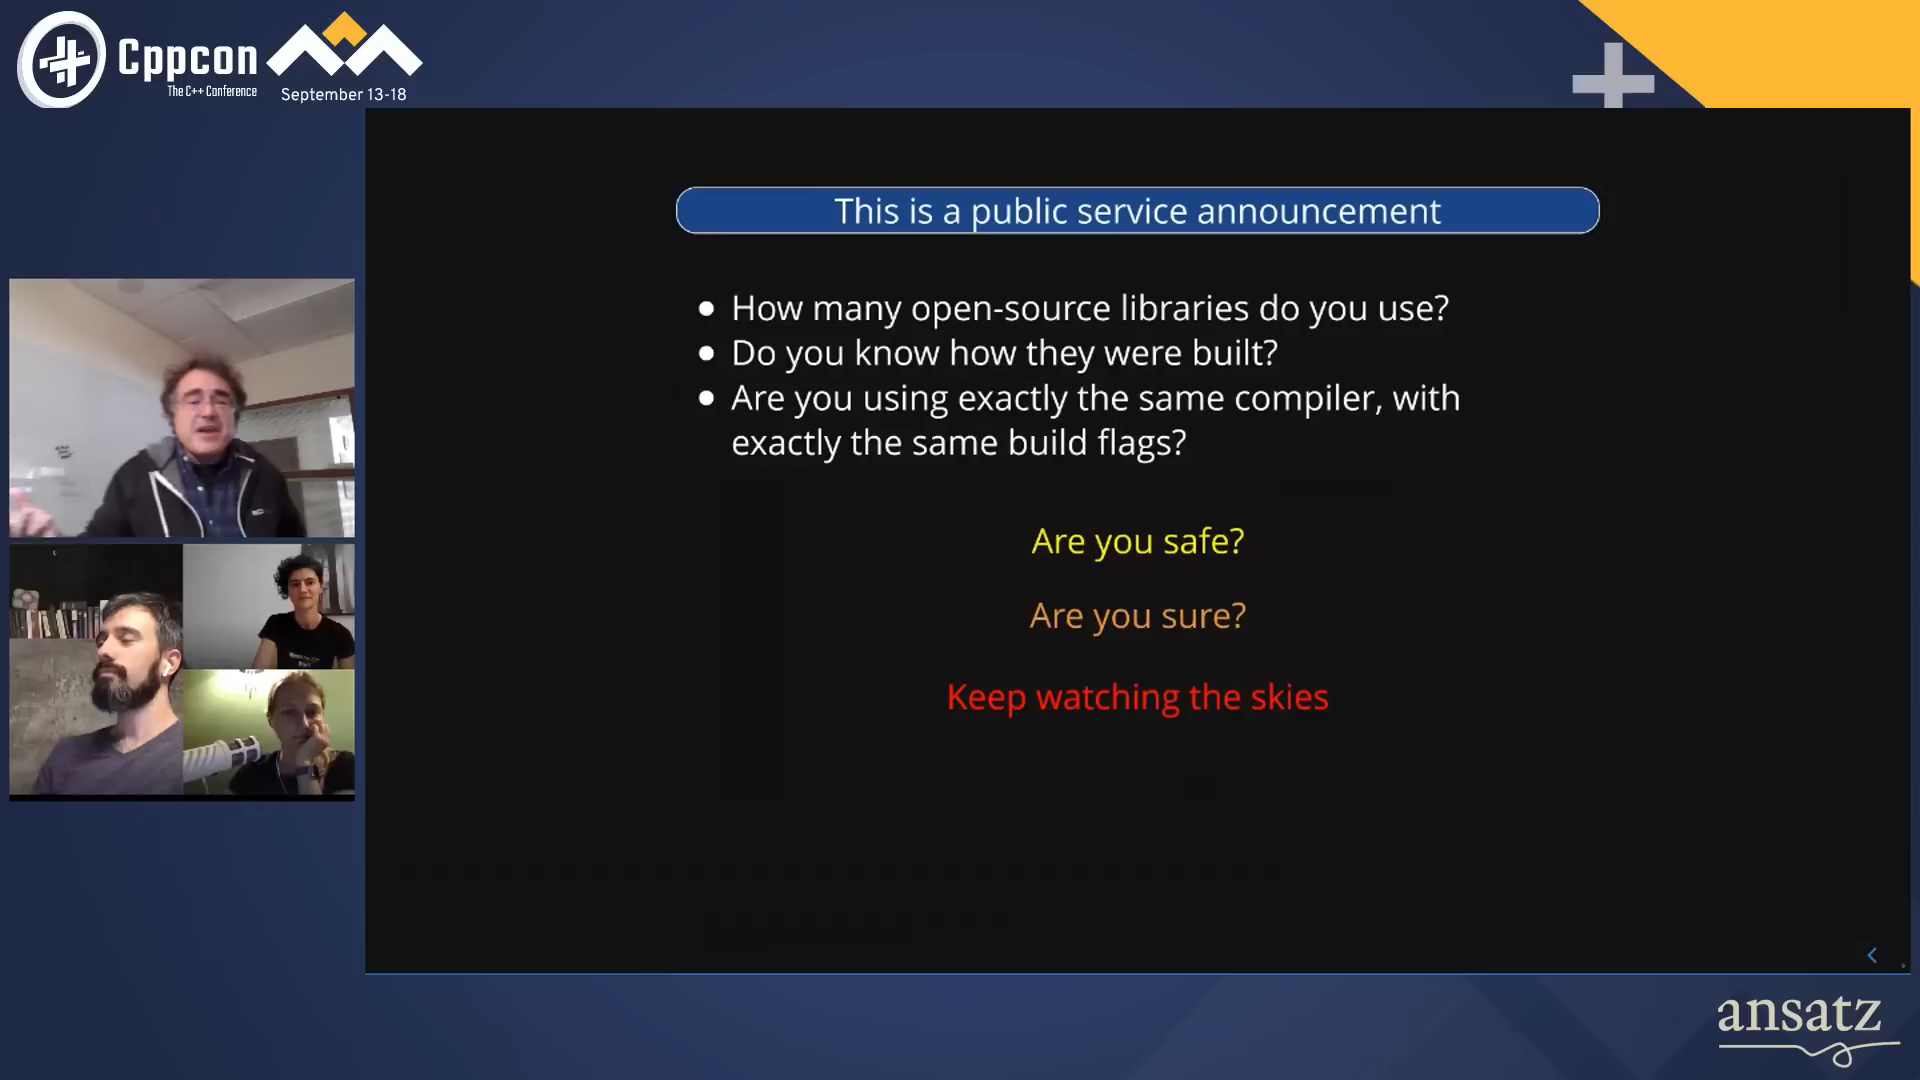 Cppcon
The C++ Conference
September 13-18
This is a public service announcement
How many open-source libraries do you use?
Do you know how they were built?
Are you using exactly the same compiler, with
exactly the same build flags?
Are you safe?
Are you sure?
Keep watching the skies
ansatz